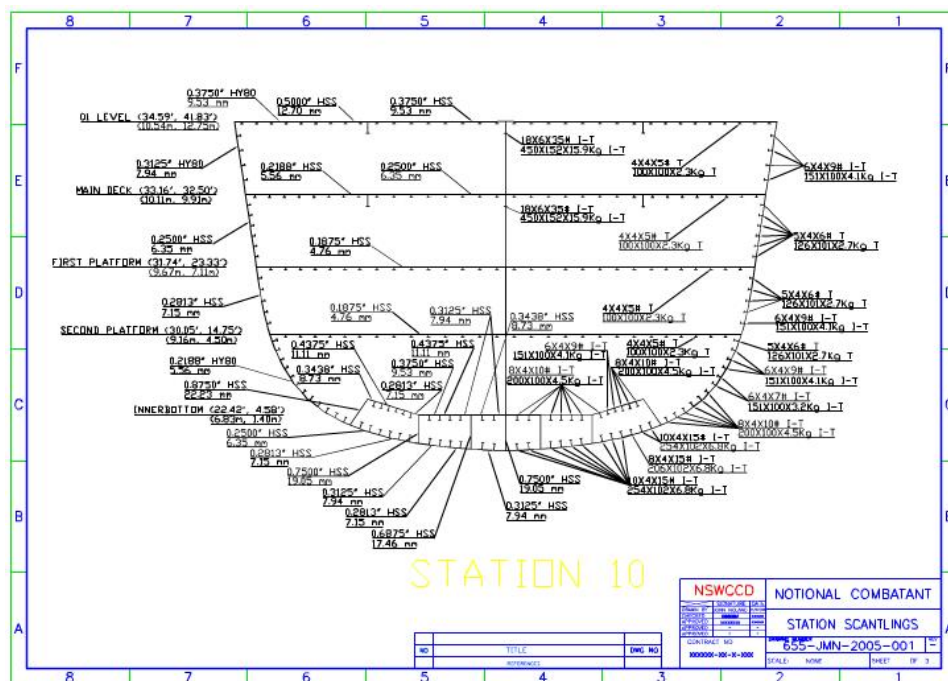 8 7 6 5 4 3 2 1
F
E
D
C
B
A
0.3750" HY80
9.53 mm
0.5000" HSS
12.70 mm
0.3750" HSS
9.53 mm
01 LEVEL (34.59', 41.83')
(10.54m, 12.75m)
18X6X35# I-T
450X152X15.9Kg I-T
4X4X5# T
100X100X2.3Kg T
6X4X9# I-T
151X100X4.1Kg I-T
0.3125" HY80
7.94 mm
0.2188" HSS
5.56 mm
0.2500" HSS
6.35 mm
MAIN DECK (33.16', 32.50')
(10.11m, 9.91m)
18X6X35# I-T
450X152X15.9Kg I-T
4X4X5# T
100X100X2.3Kg T
5X4X6# T
126X101X2.7Kg T
0.2500" HSS
6.35 mm
0.1875" HSS
4.76 mm
FIRST PLATFORM (31.74', 23.33')
(9.67m, 7.11m)
0.2813" HSS
7.15 mm
0.1875" HSS
4.76 mm
0.3125" HSS
7.94 mm
0.3438" HSS
8.73 mm
4X4X5# T
100X100X2.3Kg T
5X4X6# T
126X101X2.7Kg T
6X4X9# I-T
151X100X4.1Kg I-T
SECOND PLATFORM (30.05', 14.75')
(9.16m, 4.50m)
0.4375" HSS
11.11 mm
0.4375" HSS
11.11 mm
6X4X9# I-T
151X100X4.1Kg I-T
4X4X5# T
100X100X2.3Kg T
5X4X6# T
126X101X2.7Kg T
0.2188" HY80
5.56 mm
0.3438" HSS
8.73 mm
0.3750" HSS
9.53 mm
8X4X10# I-T
200X100X4.5Kg I-T
8X4X10# I-T
200X100X4.5Kg I-T
6X4X9# I-T
151X100X4.1Kg I-T
0.8750" HSS
22.23 mm
0.2813" HSS
7.15 mm
6X4X7# I-T
151X100X3.2Kg I-T
INNERBOTTOM (22.42', 4.58')
(6.83m, 1.40m)
8X4X10# I-T
200X100X4.5Kg I-T
0.2500" HSS
6.35 mm
10X4X15# I-T
254X102X6.8Kg I-T
0.2813" HSS
7.15 mm
8X4X15# I-T
206X102X6.8Kg I-T
0.7500" HSS
19.05 mm
0.7500" HSS
19.05 mm
10X4X15# I-T
254X102X6.8Kg I-T
0.3125" HSS
7.94 mm
0.3125" HSS
7.94 mm
0.2813" HSS
7.15 mm
0.6875" HSS
17.46 mm
STATION 10
NSWCCD
NOTIONAL COMBATANT
STATION SCANTLINGS
655-JMN-2005-001
CONTRACT NO
XXXXXX-XX-X-XXX
SCALE: NONE SHEET OF 3
NO TITLE DWG NO
REFERENCES
8 7 6 5 4 3 2 1